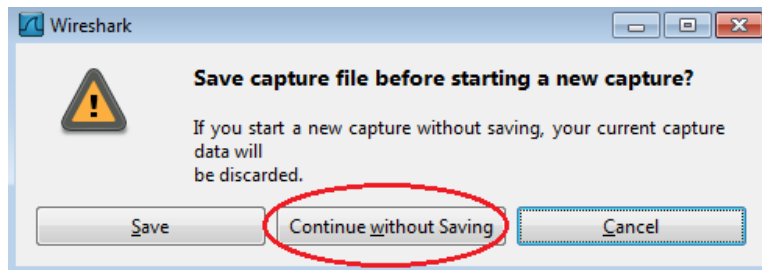 Wireshark
Save capture file before starting a new capture?
If you start a new capture without saving, your current capture
data will
be discarded.
Save
Continue without Saving
Cancel